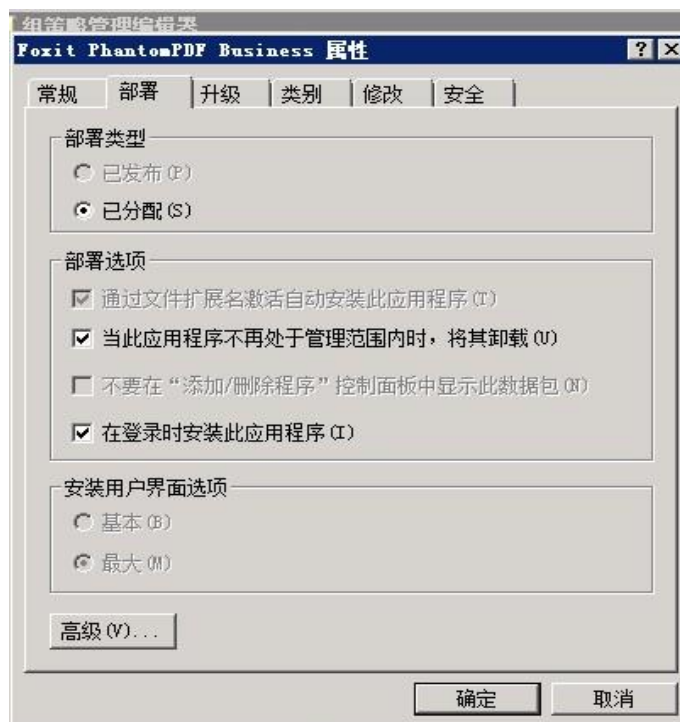 组策略管理编辑器
Foxit PhantomPDF Business 属性
常规 部署 升级 类别 修改 安全
部署类型
已发布(P)
已分配(S)
部署选项
通过文件扩展名激活自动安装此应用程序(T)
当此应用程序不再处于管理范围内时，将其卸载(U)
不要在“添加/删除程序”控制面板中显示此数据包(N)
在登录时安装此应用程序(I)
安装用户界面选项
基本(B)
最大(M)
高级(V)...
确定 取消